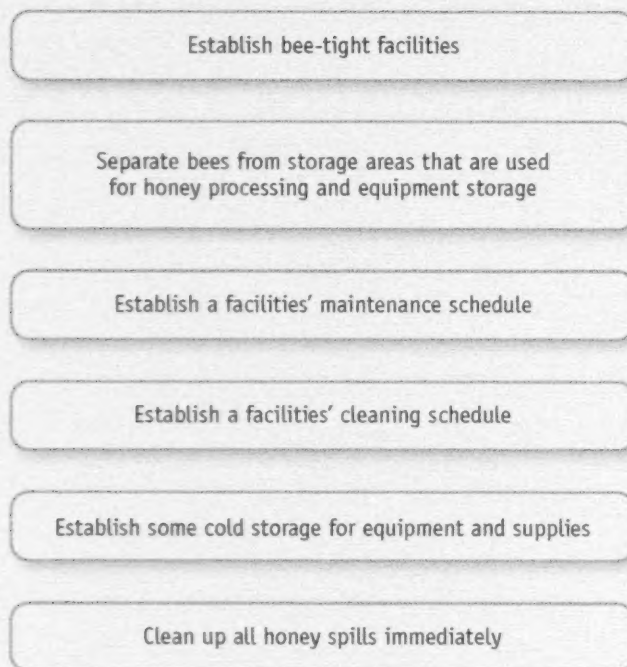 Establish bee-tight facilities
Separate bees from storage areas that are used
for honey processing and equipment storage
Establish a facilities’ maintenance schedule
Establish a facilities’ cleaning schedule
Establish some cold storage for equipment and supplies
Clean up all honey spills immediately